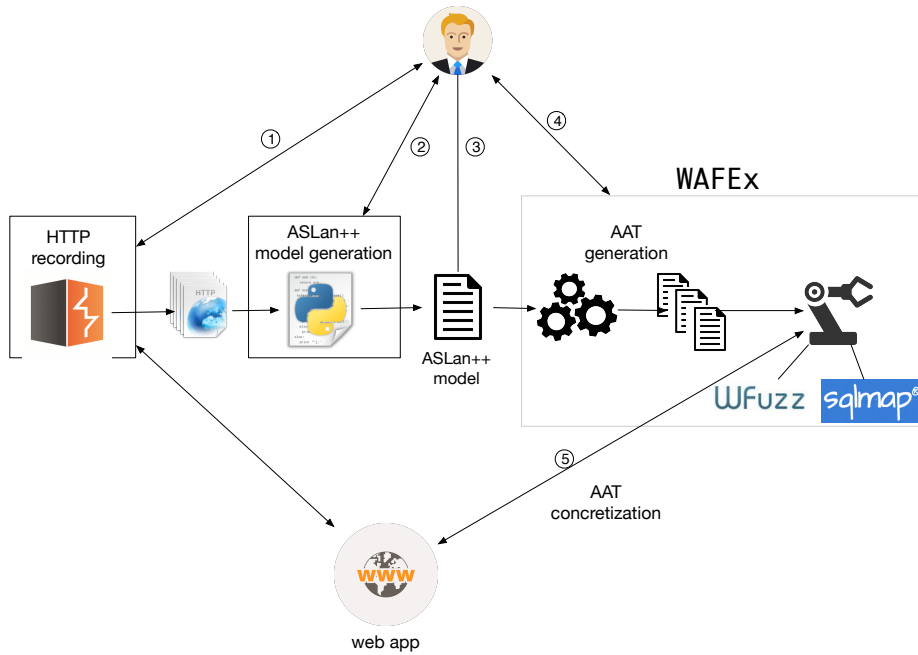 1
2
3
4
WAFEx
HTTP
recording
ASLan++
model generation
AAT
generation
HTTP
ASLan++
model
WFuzz
sqlmap®
5
AAT
concretization
www
web app